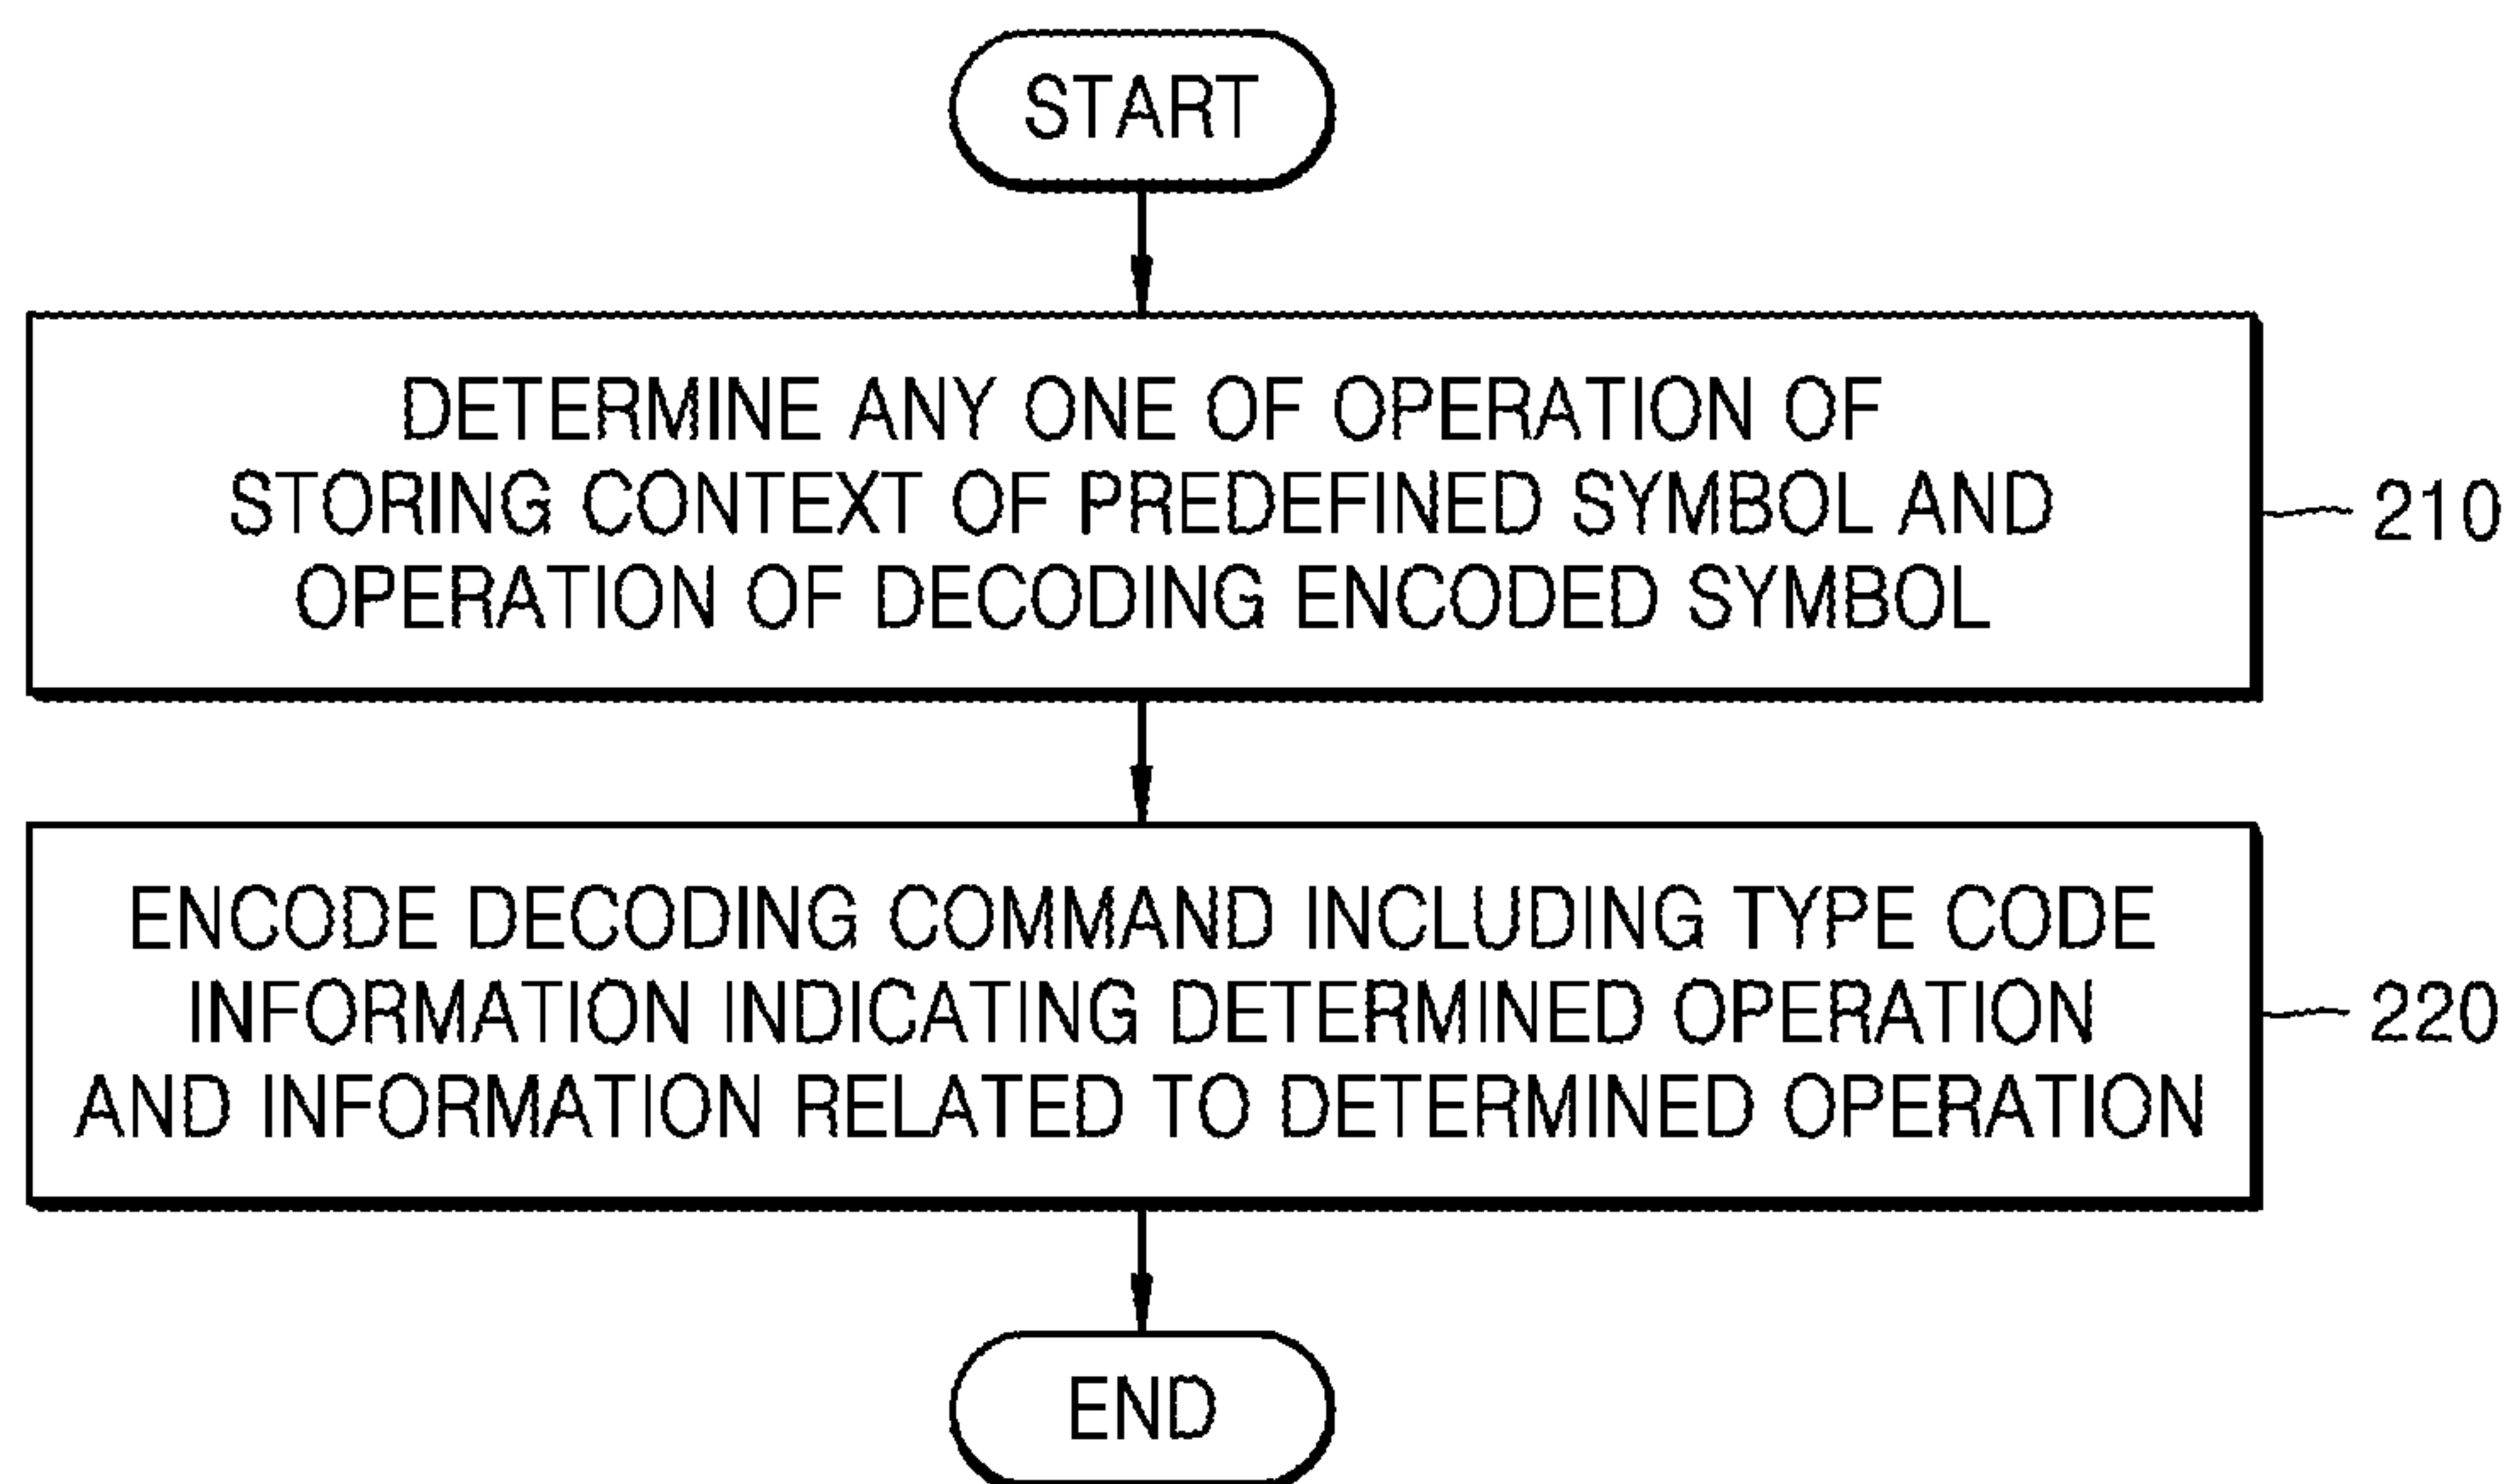 START
DETERMINE ANY ONE OF OPERATION OF
STORING CONTEXT OF PREDEFINED SYMBOL AND
OPERATION OF DECODING ENCODED SYMBOL
210
ENCODE DECODING COMMAND INCLUDING TYPE CODE
INFORMATION INDICATING DETERMINED OPERATION
AND INFORMATION RELATED TO DETERMINED OPERATION
220
END